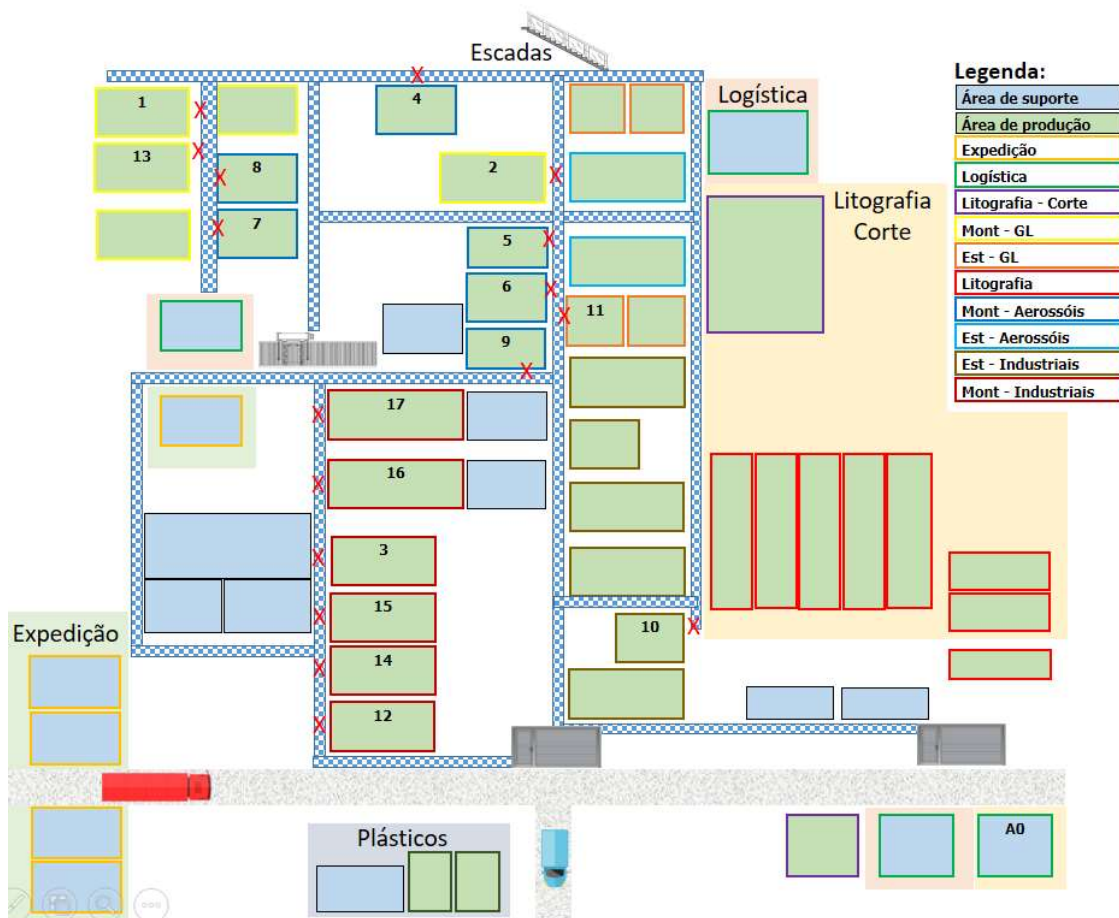 Escadas
Legenda:
Área de suporte
Área de produção
Expedição
Logística
Litografia - Corte
Mont - GL
Est - GL
Litografia
Mont - Aerossóis
Est - Aerossóis
Est - Industriais
Mont - Industriais
Logística
Litografia
Corte
1
X
4
X
13
X
8
X
2
X
7
X
5
X
6
X
11
X
9
X
17
X
16
X
3
X
15
X
10
X
14
X
12
X
Expedição
Plásticos
A0